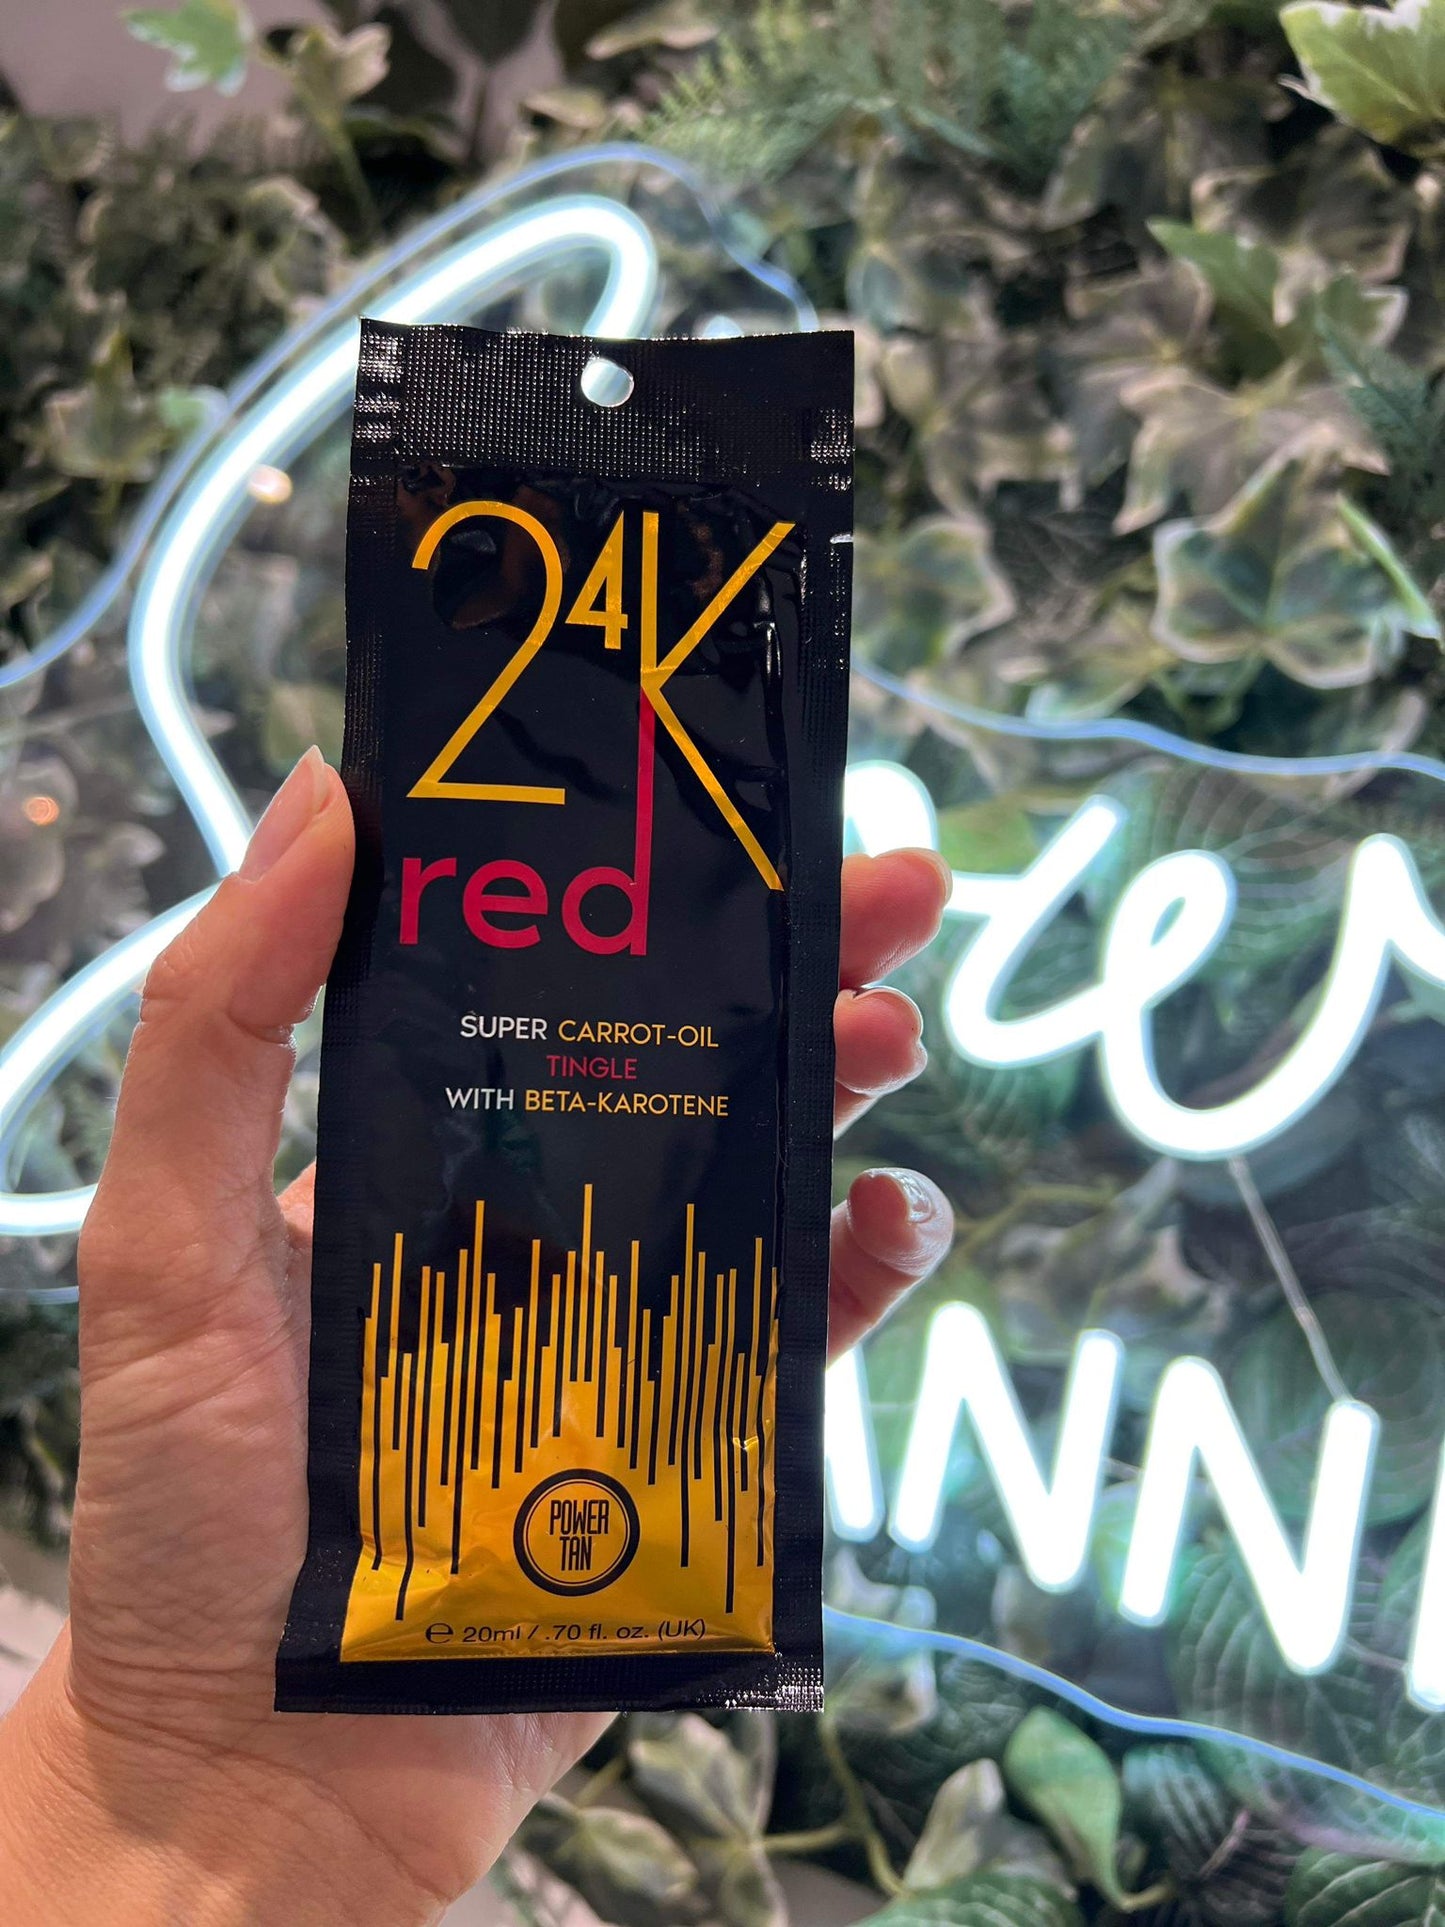 24K
red
SUPER CARROT-OIL
TINGLE
WITH BETA-KAROTENE
POWER
TAN
℮ 20ml / .70 fl. oz. (UK)